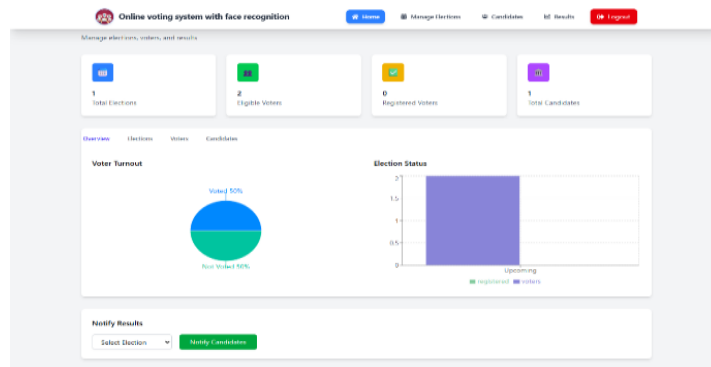 Online voting system with face recognition
Home
Manage Elections
Candidates
Results
Logout
Manage elections, voters, and results
1
Total Elections
2
Eligible Voters
0
Registered Voters
1
Total Candidates
Overview
Elections
Voters
Candidates
Voter Turnout
Voted 50%
Non Voted 50%
Election Status
2
1.5
1
0.5
0
Upcoming
registered
voters
Notify Results
Select Election
Notify Candidates